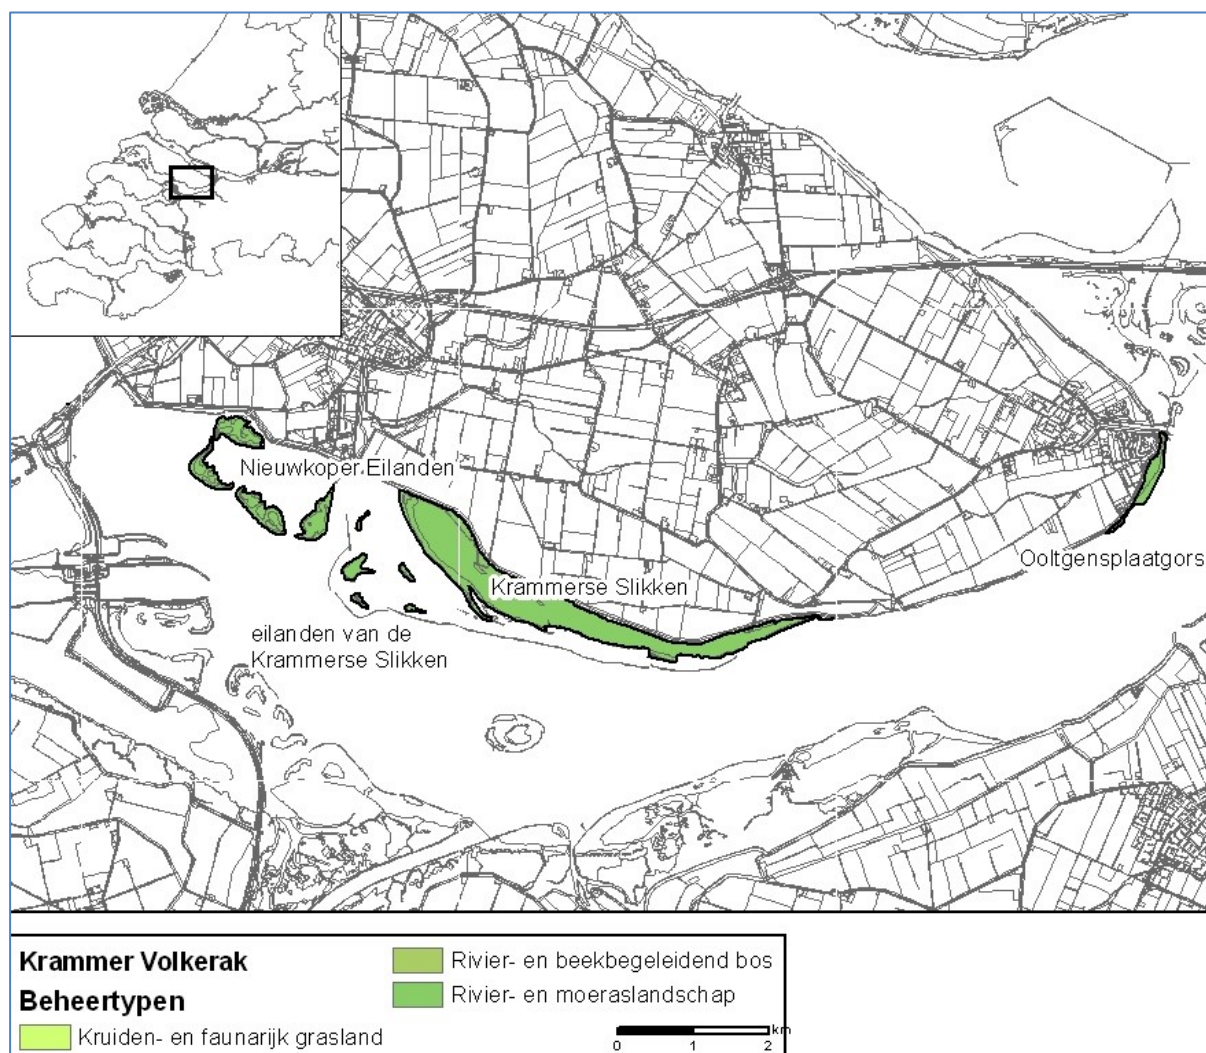 Nieuwkoper Eilanden
Krammerse Slikken
Ooltgensplaatgors
eilanden van de
Krammerse Slikken
Krammer Volkerak
Beheertypen
Kruiden- en faunarijk grasland
Rivier- en beekbegeleidend bos
Rivier- en moeraslandschap
km
0 1 2